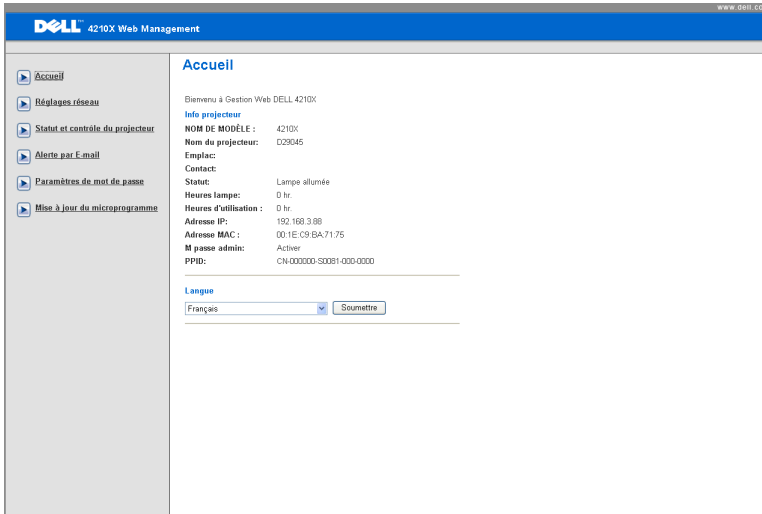 www.dell.co
DELL™ 4210X Web Management
Accueil
Réglages réseau
Statut et contrôle du projecteur
Alerte par E-mail
Paramètres de mot de passe
Mise à jour du microprogramme
Accueil
Bienvenu à Gestion Web DELL 4210X
Info projecteur
NOM DE MODÈLE : 4210X
Nom du projecteur: D29045
Emplac:
Contact:
Statut: Lampe allumée
Heures lampe: 0 hr.
Heures d'utilisation : 0 hr.
Adresse IP: 192.168.3.88
Adresse MAC : 00:1E:C9:BA:71:75
M passe admin: Activer
PPID: CN-000000-S0081-000-0000
Langue
Français Soumettre